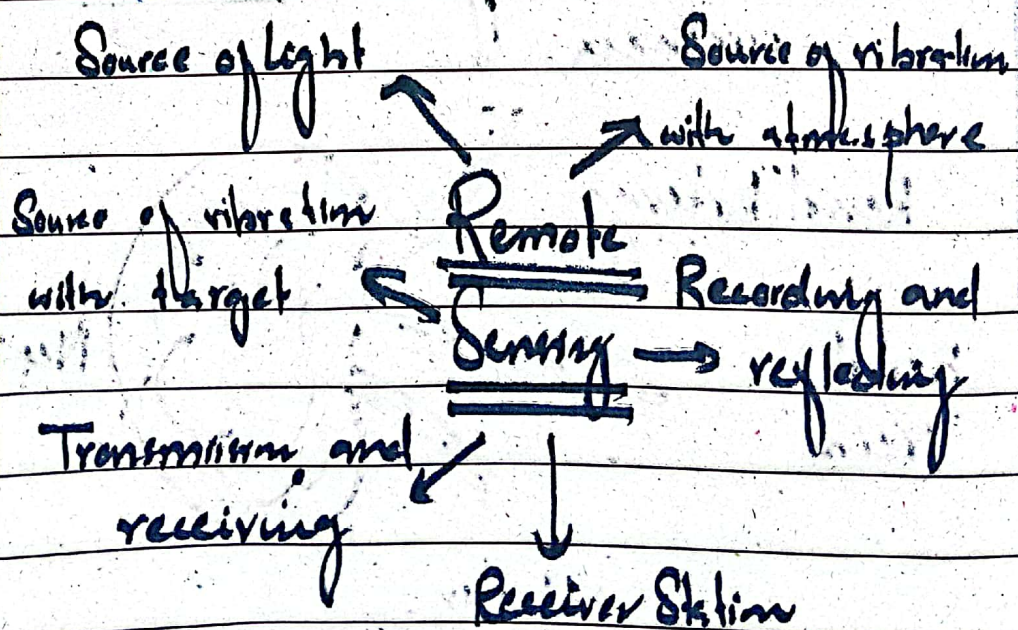 Source of light
Source of vibration
with atmosphere
Source of vibration
with target
Remote
Sensing
Recording and
reflecting
Transmission and
receiving
Receiver Station